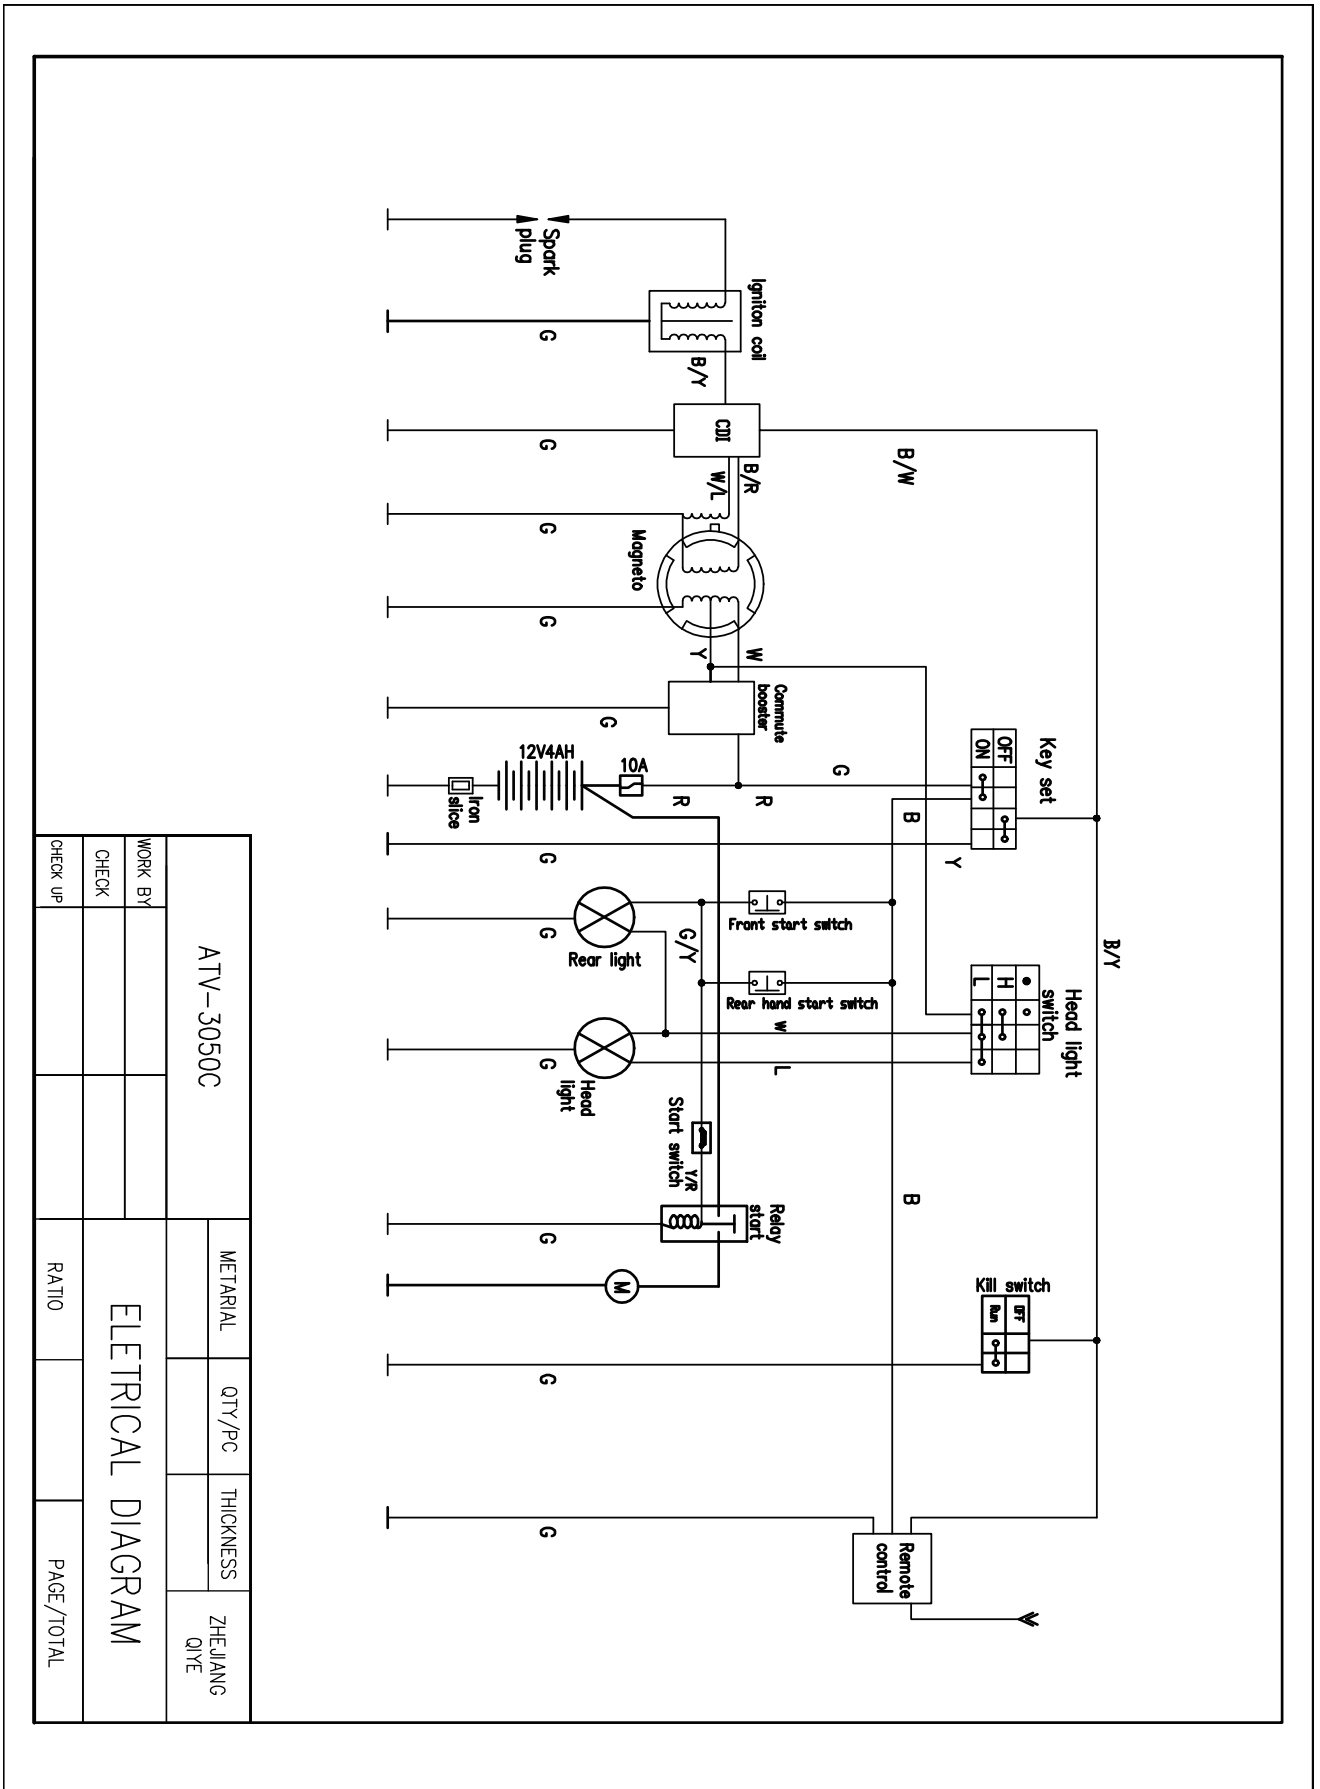 Spark
plug
Igniton coil
G
B/Y
CDI
G
B/W
B/R
W/L
G
Magneto
G
W
Y
Commute
booster
G
12V4AH
10A
Iron
slice
R
R
G
Key set
OFF
ON
B
Y
G
B/Y
Front start switch
G/Y
Rear light
G
Rear hand start switch
W
L
Head light
switch
H
L
Head
light
G
Start switch
Y/R
Relay
start
B
G
M
Kill switch
OFF
Run
G
G
Remote
control
ATV-3050C
WORK BY
CHECK
CHECK UP
METARIAL
QTY/PC
THICKNESS
ZHEJIANG
QIYE
ELETRICAL DIAGRAM
RATIO
PAGE/TOTAL